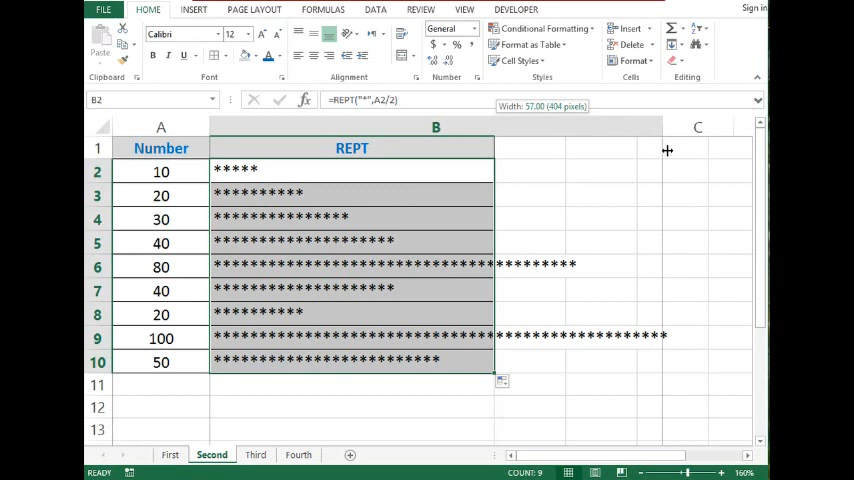 Sign in
FILE HOME INSERT PAGE LAYOUT FORMULAS DATA REVIEW VIEW DEVELOPER
Paste
Calibri 12
B I U A
General
$ % ,
Conditional Formatting
Format as Table
Cell Styles
Insert
Delete
Format
Clipboard Font Alignment Number Styles Cells Editing
B2 fx =REPT("*",A2/2)
Width: 57.00 (404 pixels)
A B C
1 Number REPT
2 10 *****
3 20 **********
4 30 ***************
5 40 ********************
6 80 ****************************************
7 40 ********************
8 20 **********
9 100 **************************************************
10 50 *************************
11
12
13
First Second Third Fourth
READY COUNT: 9 160%